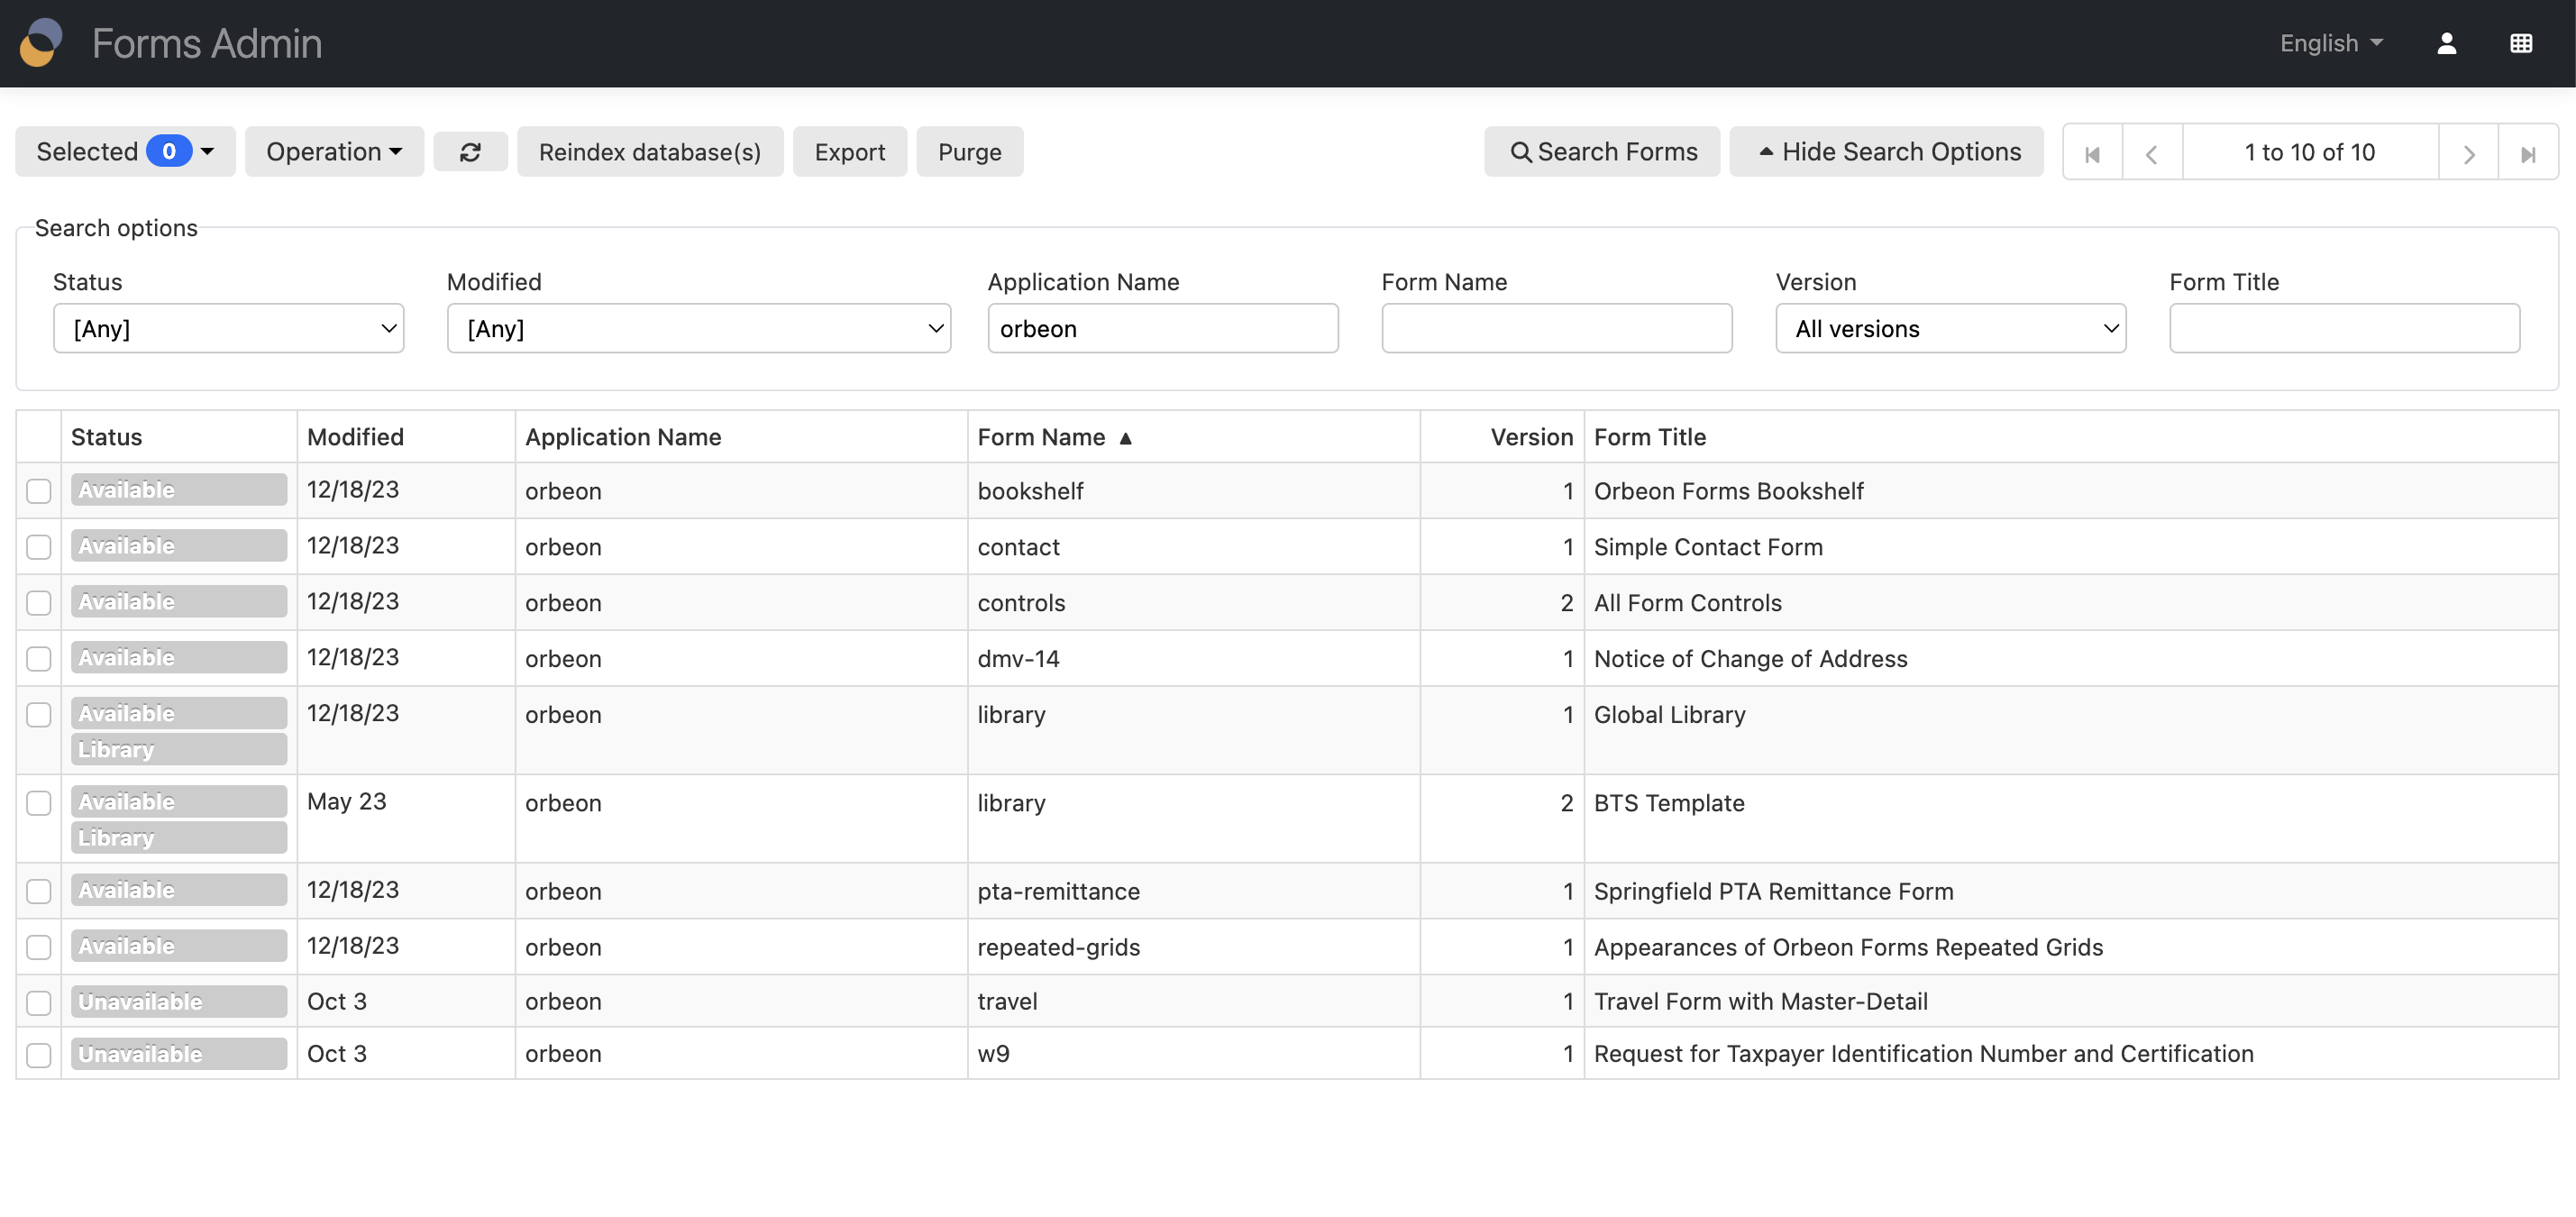 Forms Admin English
Selected 0 Operation Reindex database(s) Export Purge Search Forms Hide Search Options 1 to 10 of 10
Search options
Status Modified Application Name Form Name Version Form Title
[Any] [Any] orbeon All versions
Status Modified Application Name Form Name ▲ Version Form Title
Available 12/18/23 orbeon bookshelf 1 Orbeon Forms Bookshelf
Available 12/18/23 orbeon contact 1 Simple Contact Form
Available 12/18/23 orbeon controls 2 All Form Controls
Available 12/18/23 orbeon dmv-14 1 Notice of Change of Address
Available 12/18/23 orbeon library 1 Global Library
Library
Available May 23 orbeon library 2 BTS Template
Library
Available 12/18/23 orbeon pta-remittance 1 Springfield PTA Remittance Form
Available 12/18/23 orbeon repeated-grids 1 Appearances of Orbeon Forms Repeated Grids
Unavailable Oct 3 orbeon travel 1 Travel Form with Master-Detail
Unavailable Oct 3 orbeon w9 1 Request for Taxpayer Identification Number and Certification